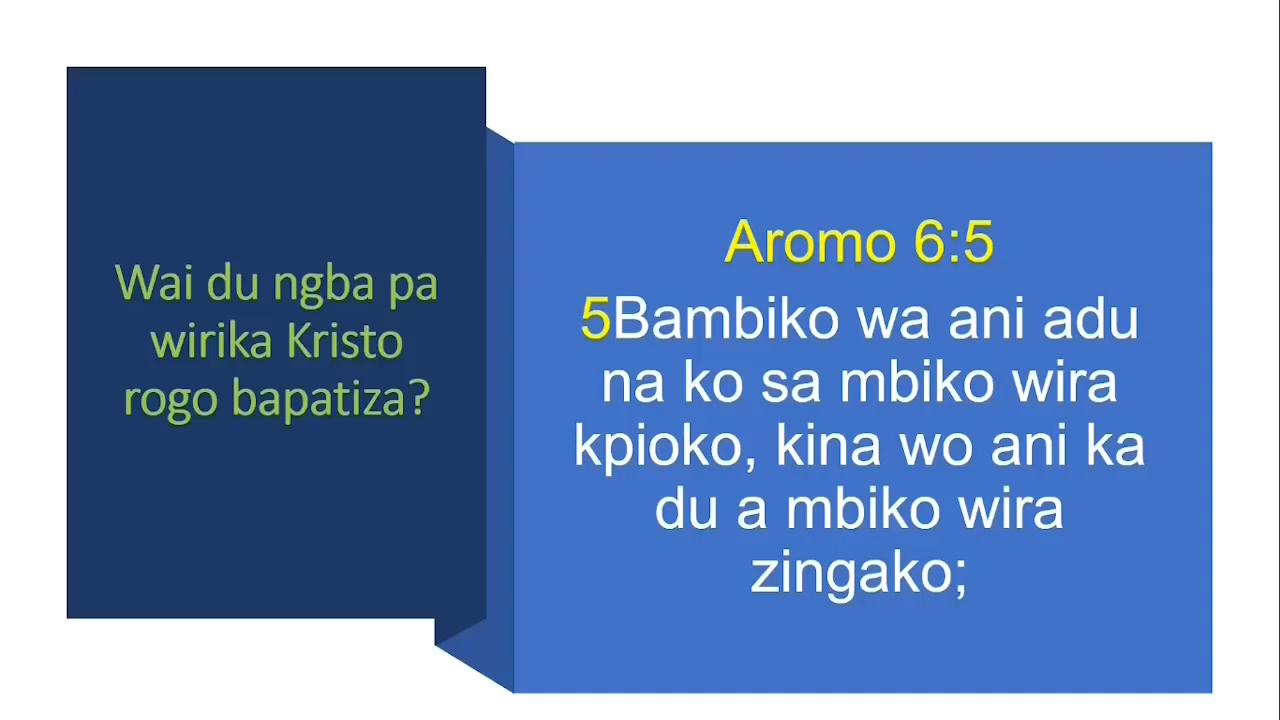 Wai du ngba pa
wirika Kristo
rogo bapatiza?
Aromo 6:5
5Bambiko wa ani adu
na ko sa mbiko wira
kpioko, kina wo ani ka
du a mbiko wira
zingako;